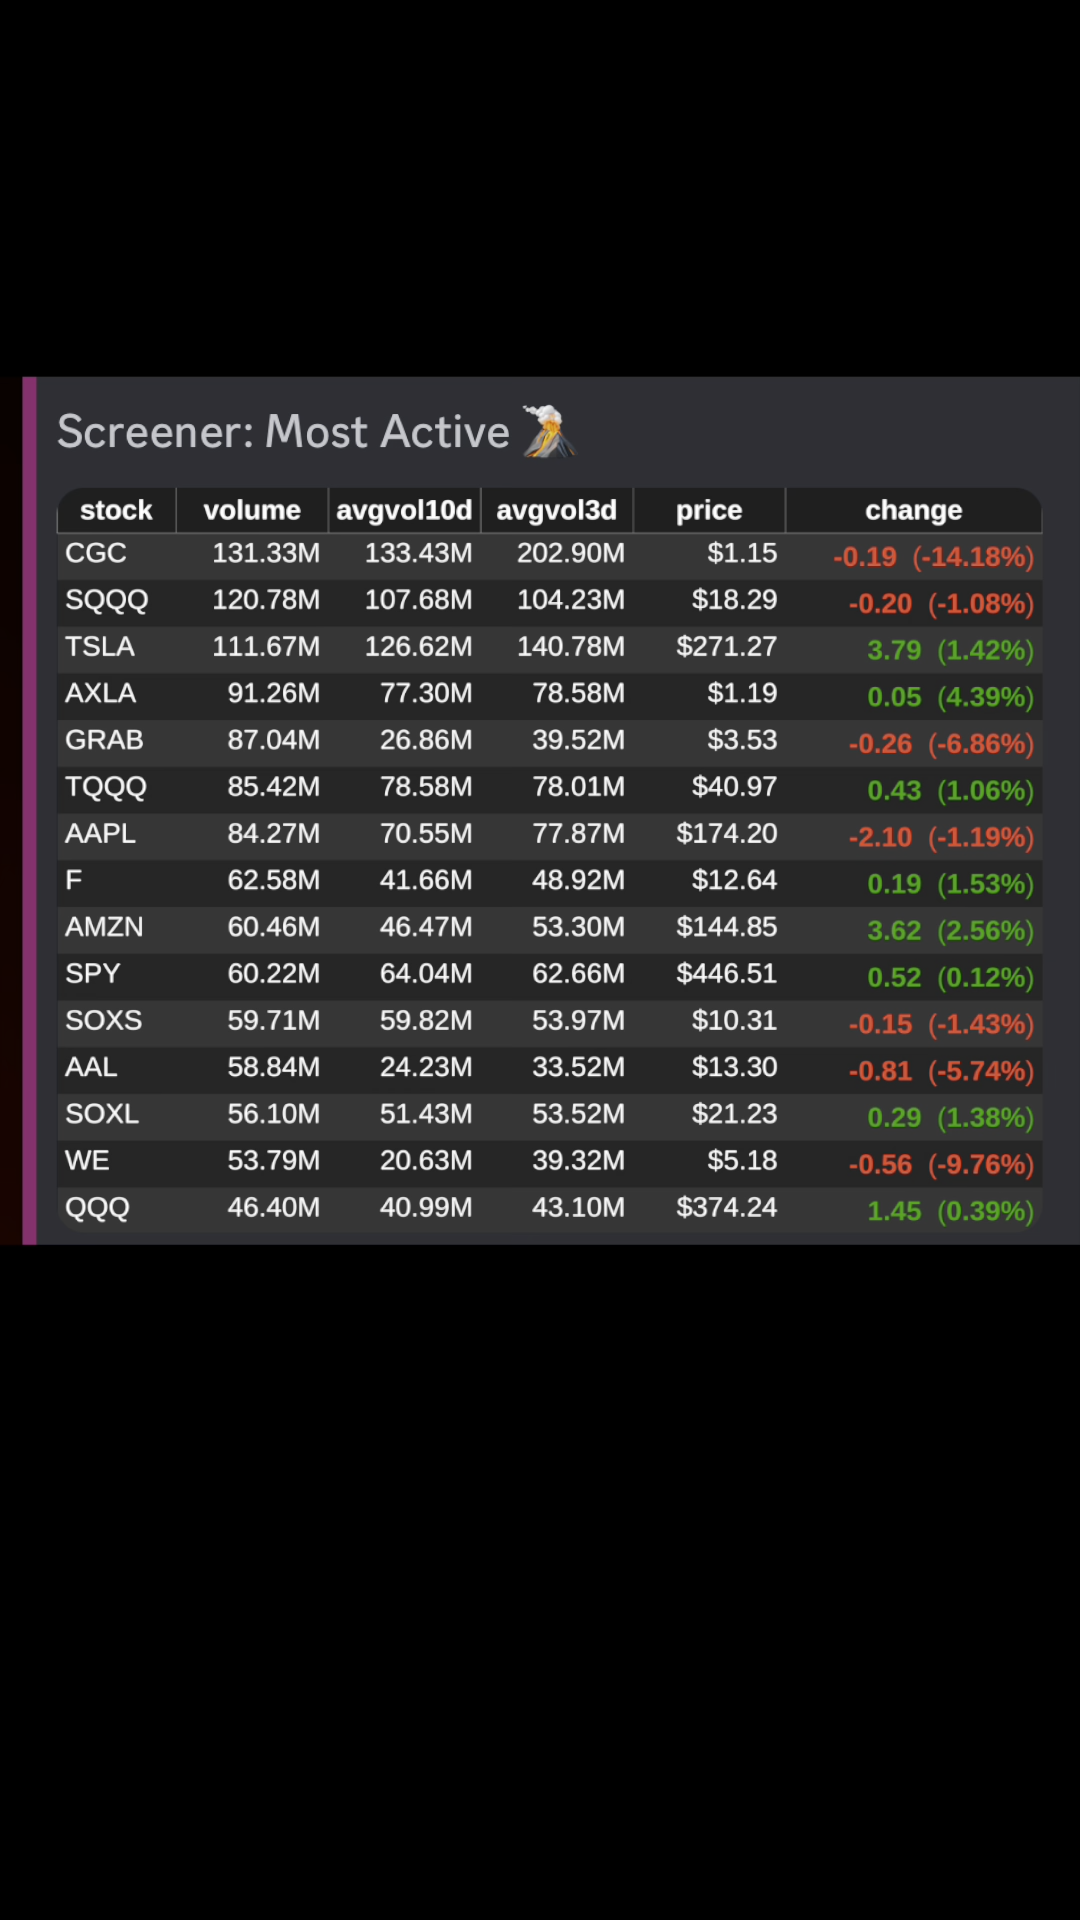 Screener: Most Active 🌋
stock volume avgvol10d avgvol3d price change
CGC 131.33M 133.43M 202.90M $1.15 -0.19 (-14.18%)
SQQQ 120.78M 107.68M 104.23M $18.29 -0.20 (-1.08%)
TSLA 111.67M 126.62M 140.78M $271.27 3.79 (1.42%)
AXLA 91.26M 77.30M 78.58M $1.19 0.05 (4.39%)
GRAB 87.04M 26.86M 39.52M $3.53 -0.26 (-6.86%)
TQQQ 85.42M 78.58M 78.01M $40.97 0.43 (1.06%)
AAPL 84.27M 70.55M 77.87M $174.20 -2.10 (-1.19%)
F 62.58M 41.66M 48.92M $12.64 0.19 (1.53%)
AMZN 60.46M 46.47M 53.30M $144.85 3.62 (2.56%)
SPY 60.22M 64.04M 62.66M $446.51 0.52 (0.12%)
SOXS 59.71M 59.82M 53.97M $10.31 -0.15 (-1.43%)
AAL 58.84M 24.23M 33.52M $13.30 -0.81 (-5.74%)
SOXL 56.10M 51.43M 53.52M $21.23 0.29 (1.38%)
WE 53.79M 20.63M 39.32M $5.18 -0.56 (-9.76%)
QQQ 46.40M 40.99M 43.10M $374.24 1.45 (0.39%)